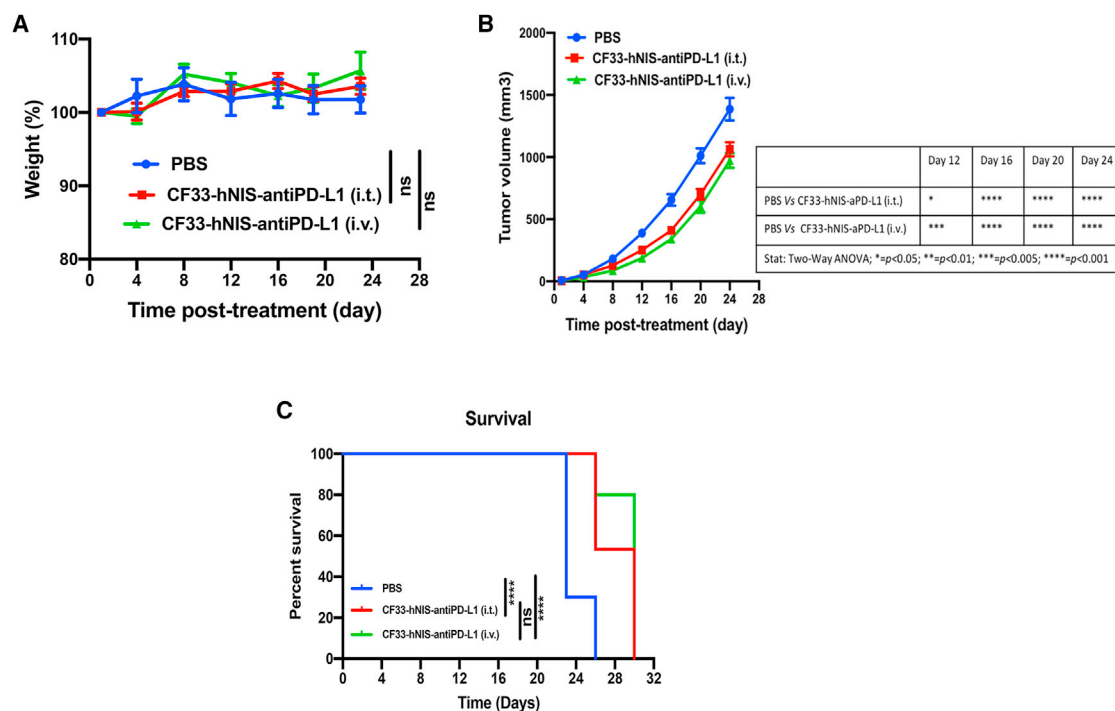 A
110
100
90
80
Weight (%)
PBS
CF33-hNIS-antiPD-L1 (i.t.)
CF33-hNIS-antiPD-L1 (i.v.)
ns
ns
0 4 8 12 16 20 24 28
Time post-treatment (day)
B
2000
1500
1000
500
0
Tumor volume (mm3)
PBS
CF33-hNIS-antiPD-L1 (i.t.)
CF33-hNIS-antiPD-L1 (i.v.)
0 4 8 12 16 20 24 28
Time post-treatment (day)
Day 12 Day 16 Day 20 Day 24
PBS Vs CF33-hNIS-aPD-L1 (i.t.) * **** **** ****
PBS Vs CF33-hNIS-aPD-L1 (i.v.) *** **** **** ****
Stat: Two-Way ANOVA; *=p<0.05; **=p<0.01; ***=p<0.005; ****=p<0.001
C
Survival
100
80
60
40
20
0
Percent survival
PBS
CF33-hNIS-antiPD-L1 (i.t.)
CF33-hNIS-antiPD-L1 (i.v.)
****
ns
****
0 4 8 12 16 20 24 28 32
Time (Days)